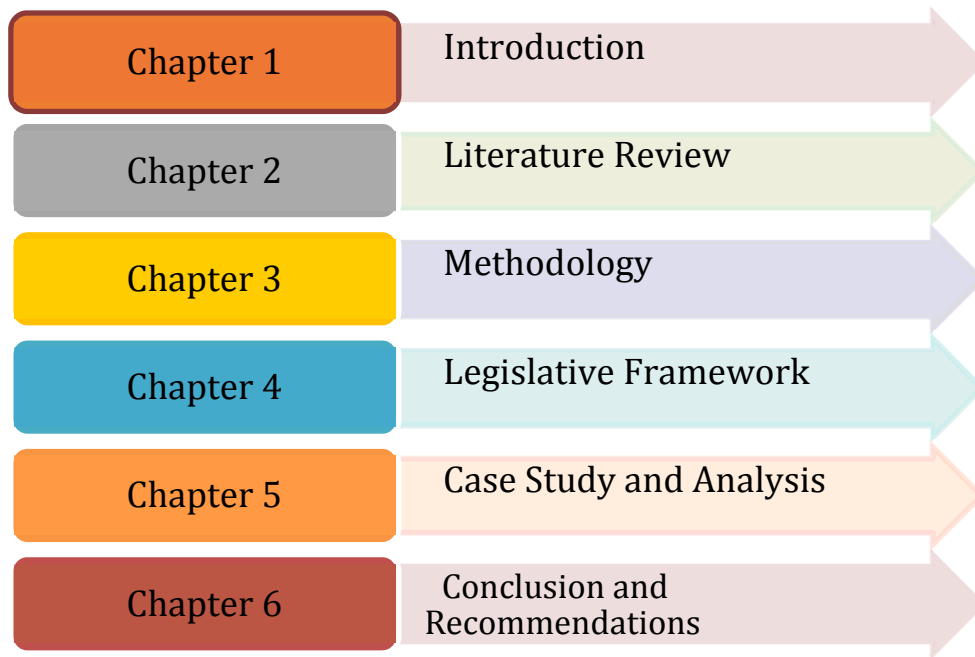 Chapter 1
Introduction
Chapter 2
Literature Review
Chapter 3
Methodology
Chapter 4
Legislative Framework
Chapter 5
Case Study and Analysis
Chapter 6
Conclusion and
Recommendations